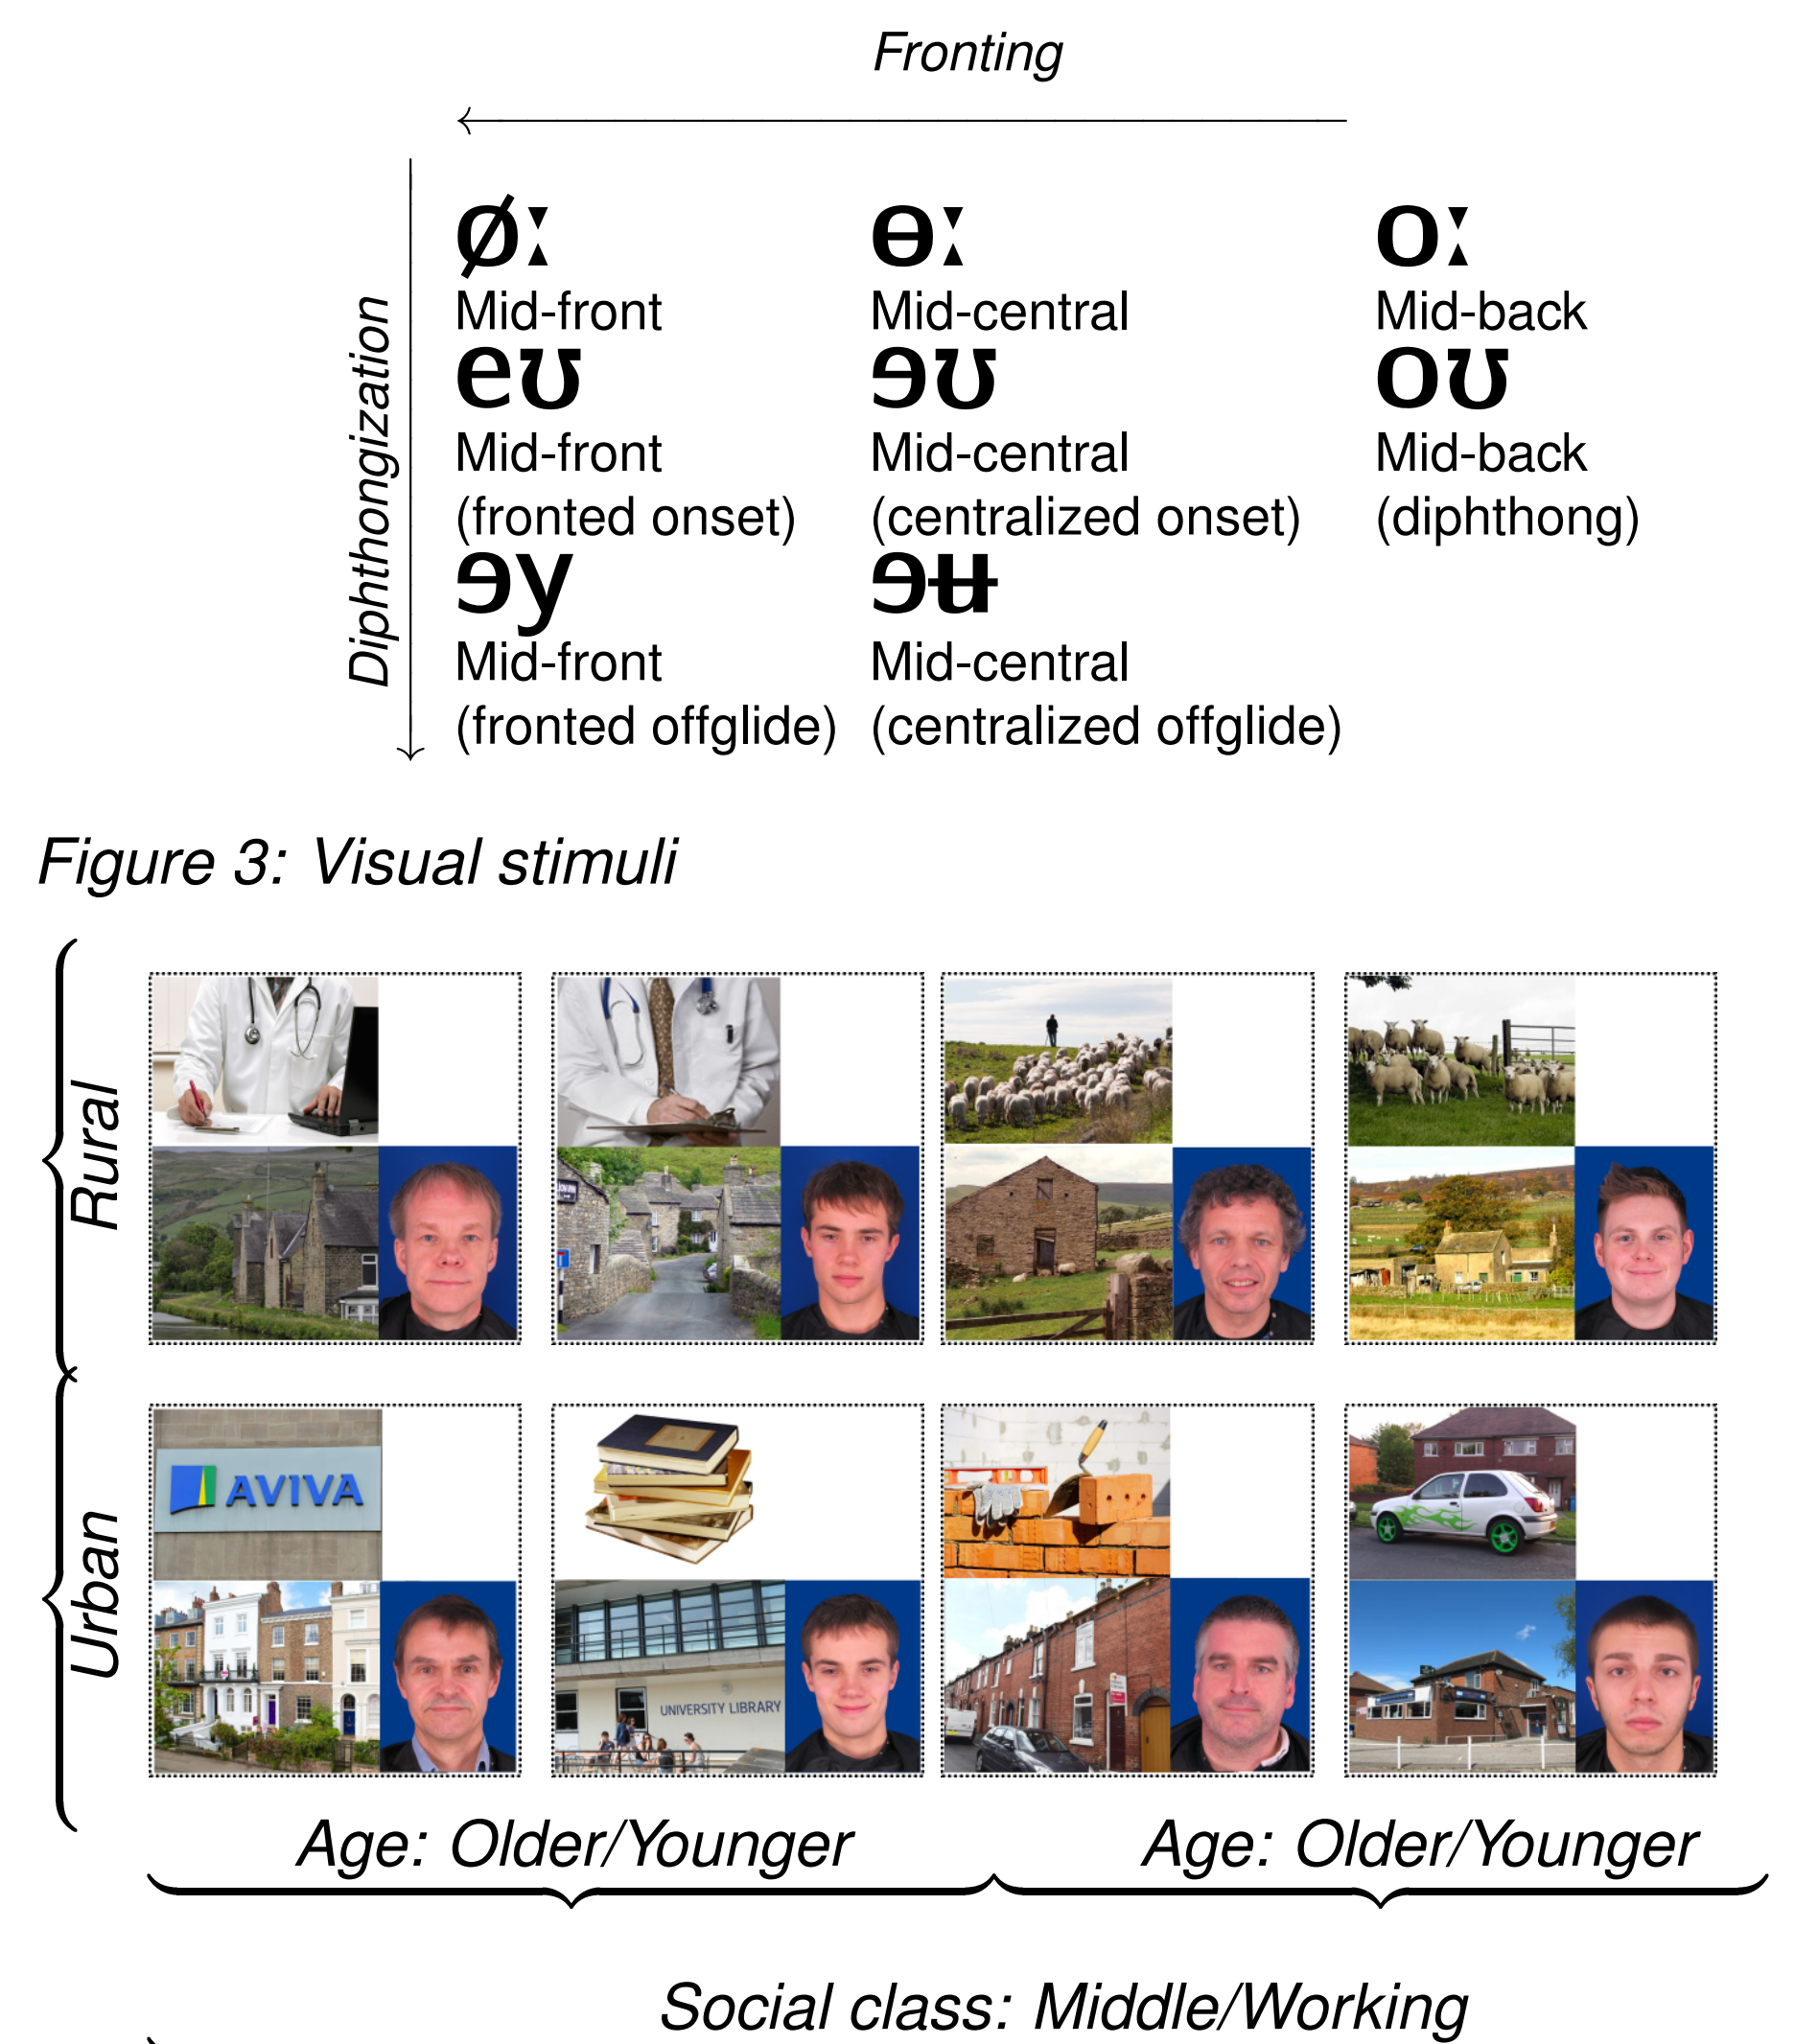 Fronting
Diphthongization
øː ɵː oː
Mid-front Mid-central Mid-back
eʊ ɘʊ oʊ
Mid-front Mid-central Mid-back
(fronted onset) (centralized onset) (diphthong)
ɘy ɘʉ
Mid-front Mid-central
(fronted offglide) (centralized offglide)
Figure 3: Visual stimuli
Rural
Urban
AVIVA
UNIVERSITY LIBRARY
Age: Older/Younger Age: Older/Younger
Social class: Middle/Working